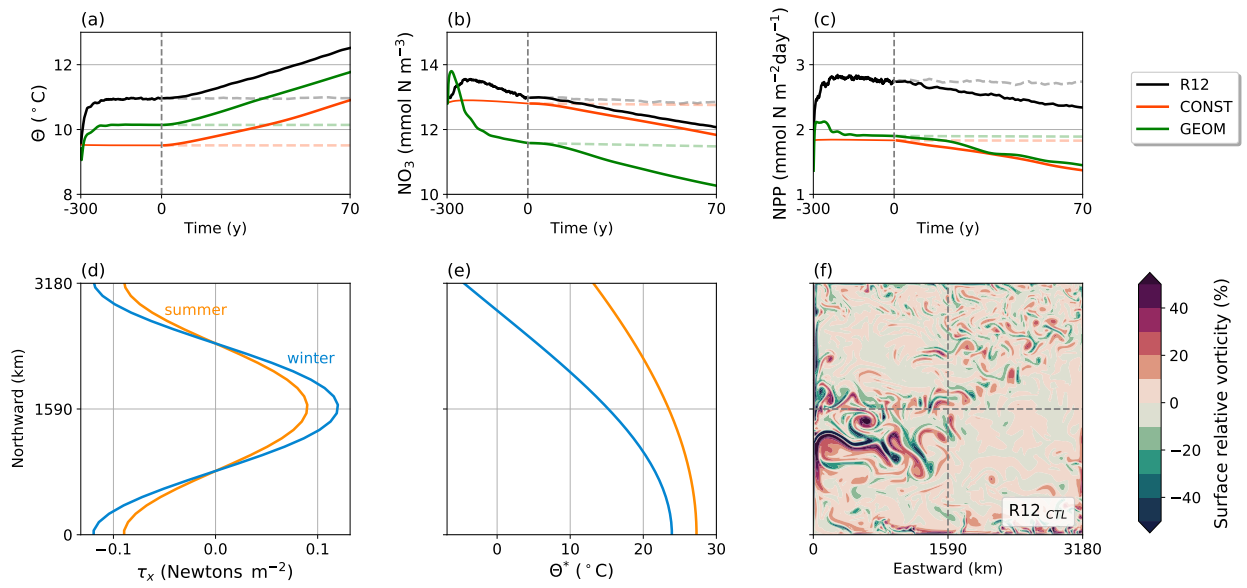 (a)
Θ (°C)
12
10
8
-300
0
70
Time (y)
(b)
NO₃ (mmol N m⁻³)
14
12
10
-300
0
70
Time (y)
(c)
NPP (mmol N m⁻²day⁻¹)
3
2
1
-300
0
70
Time (y)
R12
CONST
GEOM
(d)
Northward (km)
3180
1590
0
summer
winter
−0.1
0.0
0.1
τₓ (Newtons m⁻²)
(e)
0
10
20
30
Θ* (°C)
(f)
R12 CTL
0
1590
3180
Eastward (km)
40
20
0
−20
−40
Surface relative vorticity (%)